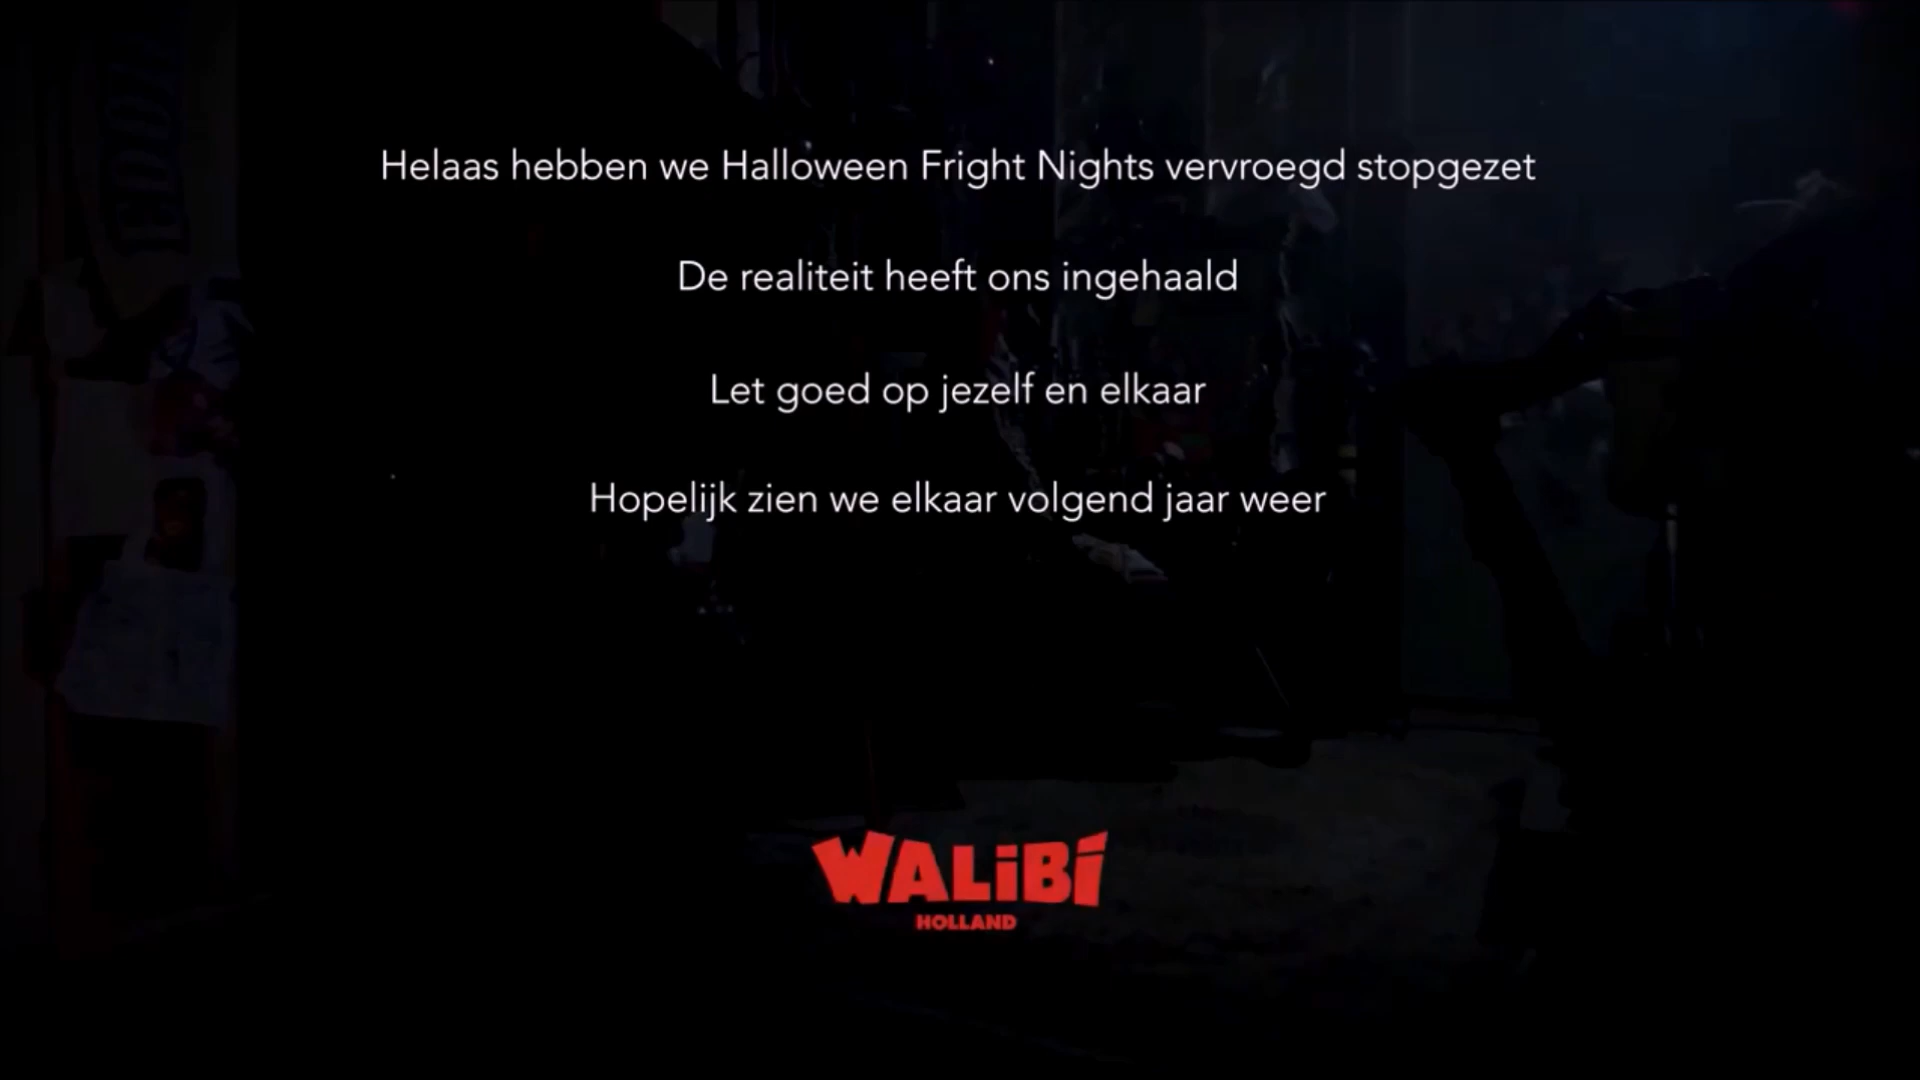 Helaas hebben we Halloween Fright Nights vervroegd stopgezet
De realiteit heeft ons ingehaald
Let goed op jezelf en elkaar
Hopelijk zien we elkaar volgend jaar weer
WALiBi
HOLLAND